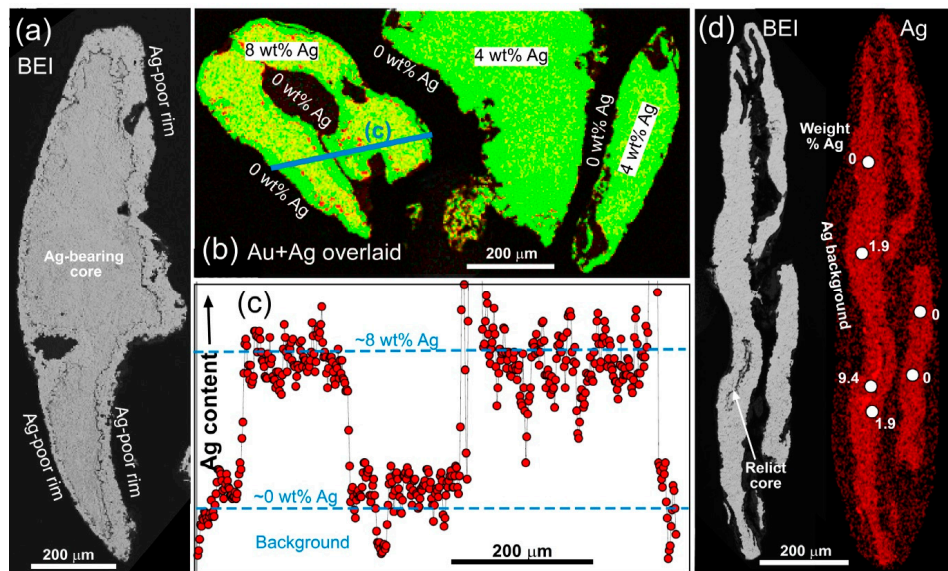 (a)
BEI
Ag-poor rim
Ag-bearing
core
Ag-poor rim
Ag-poor rim
200 μm
8 wt% Ag
0 wt% Ag
(c)
0 wt% Ag
0 wt% Ag
4 wt% Ag
0 wt% Ag
4 wt% Ag
(b) Au+Ag overlaid
200 μm
(c)
Ag content
~8 wt% Ag
~0 wt% Ag
Background
200 μm
(d) BEI
Ag
Weight
% Ag
0
1.9
Ag background
0
9.4
0
1.9
Relict
core
200 μm